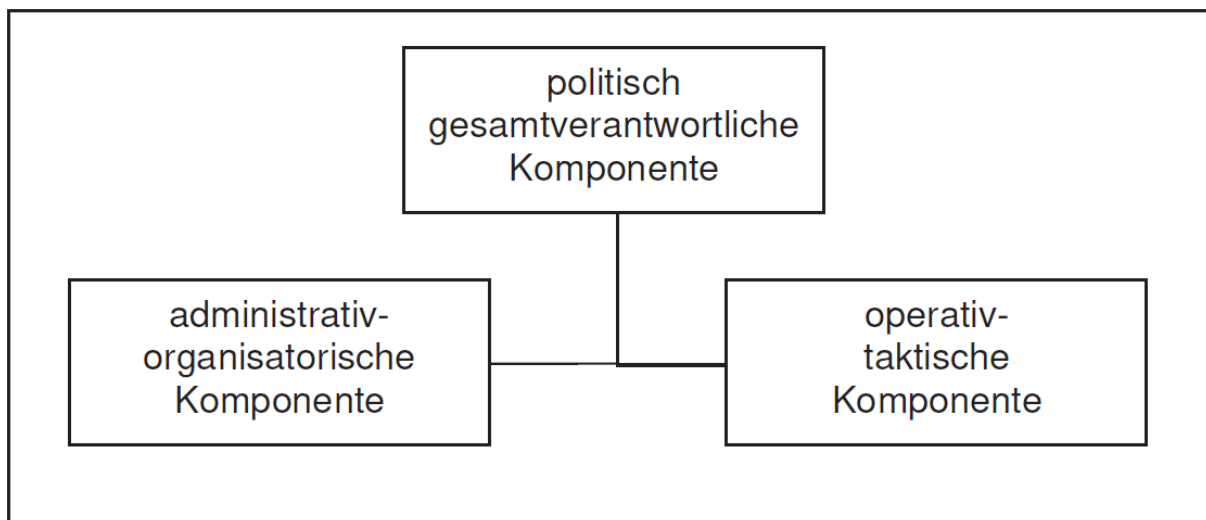 politisch
gesamtverantwortliche
Komponente
administrativ-
organisatorische
Komponente
operativ-
taktische
Komponente